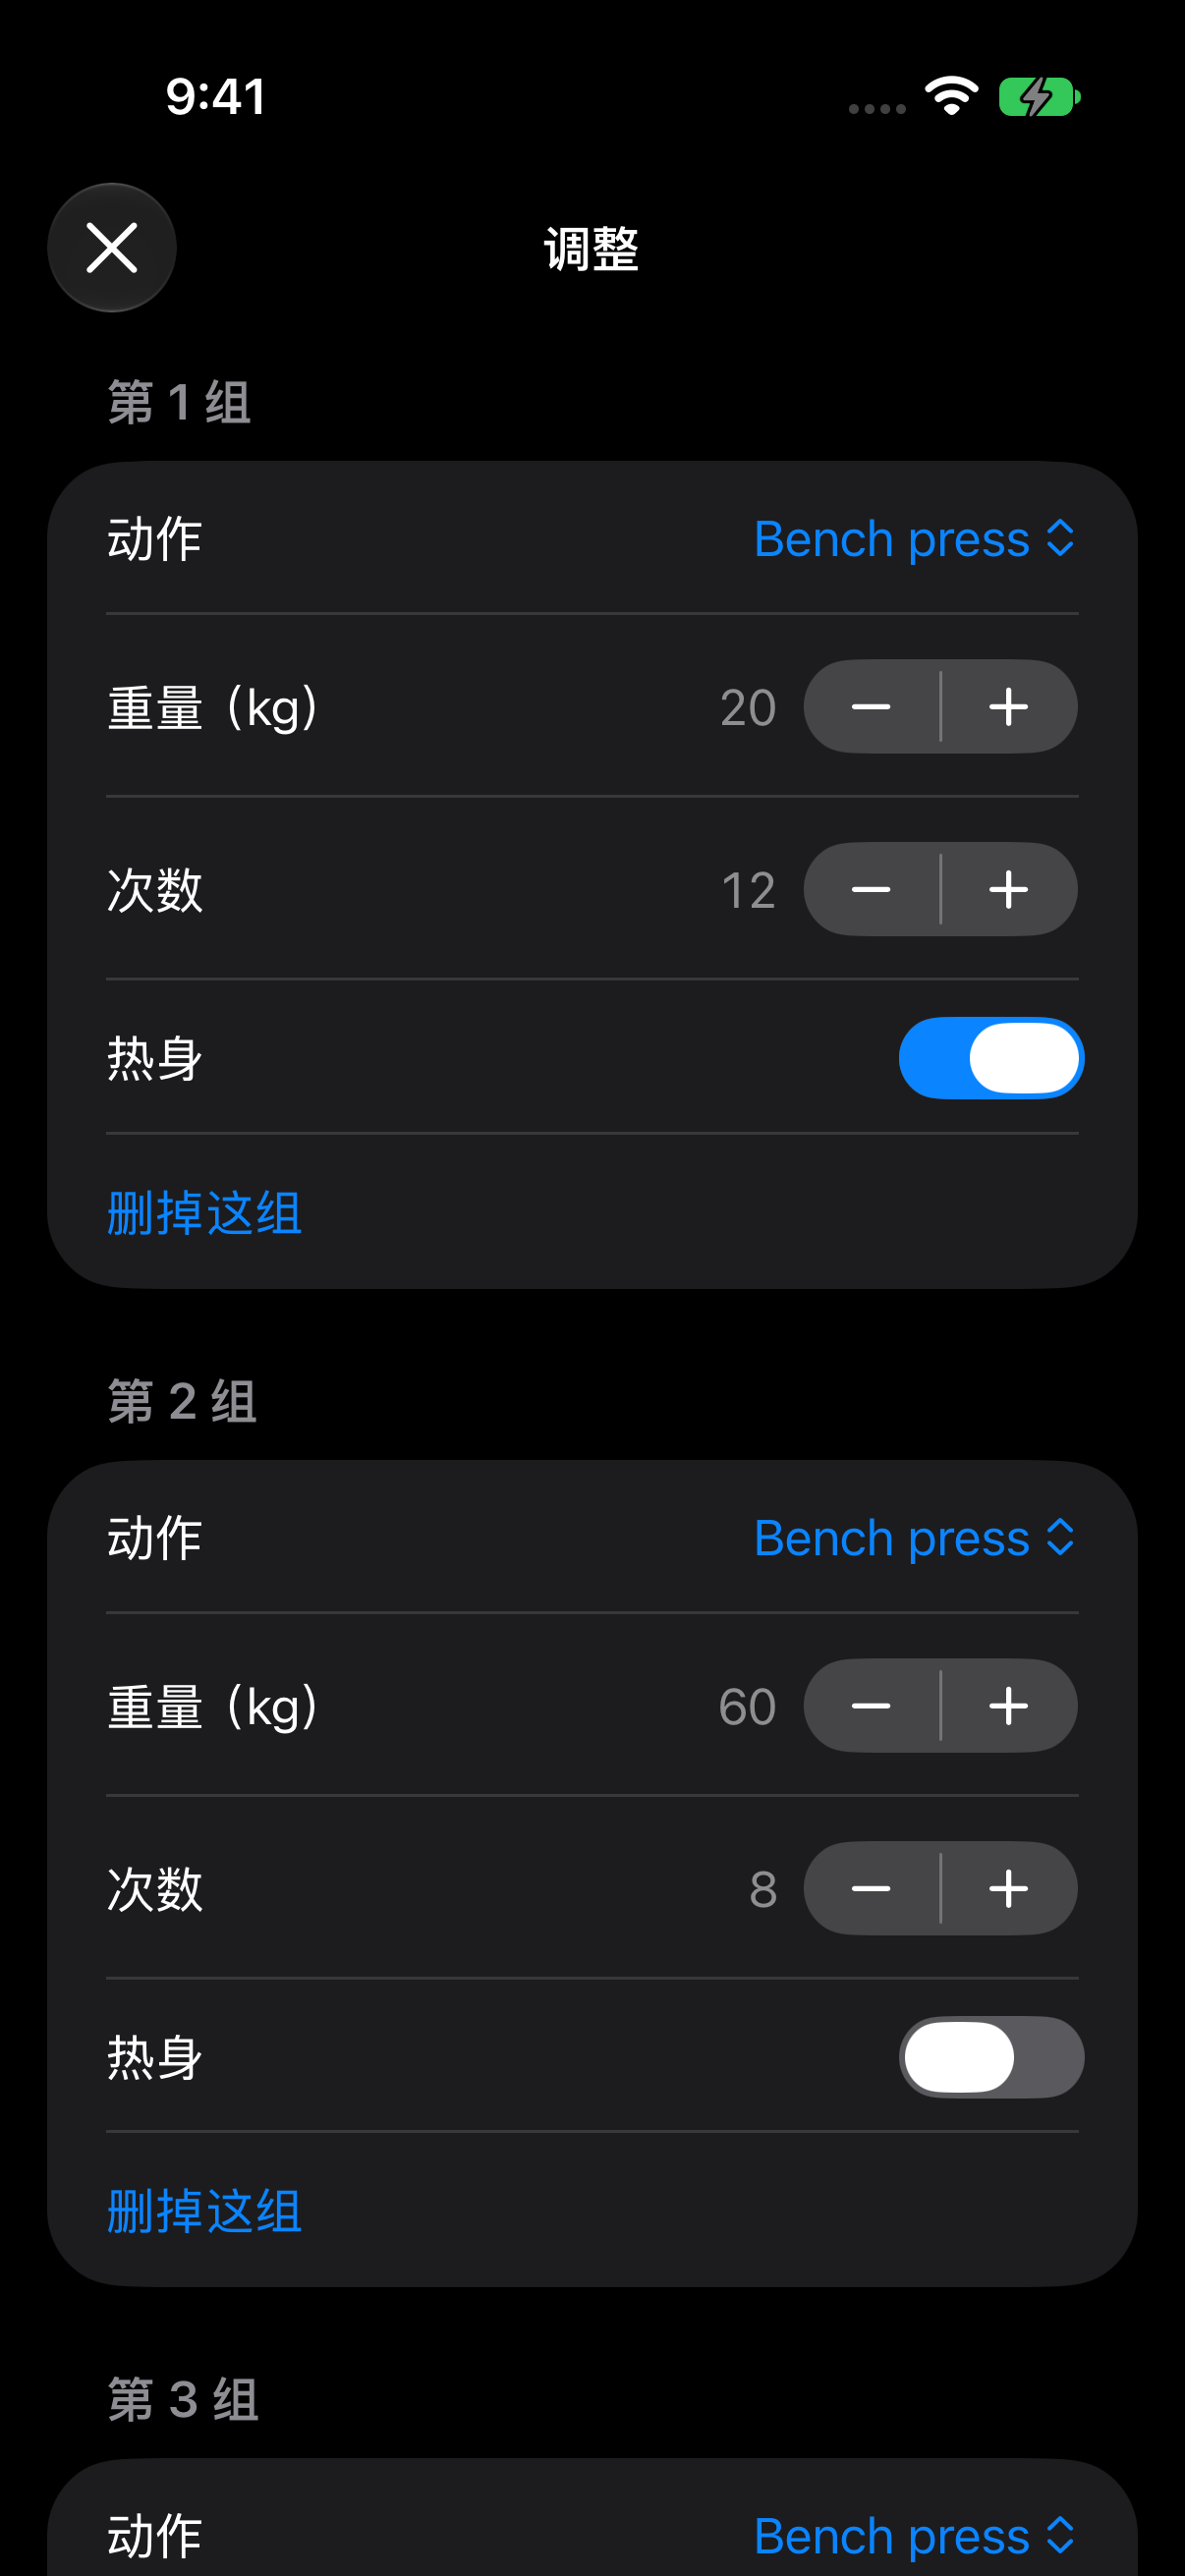 9:41
调整
第 1 组
动作 Bench press
重量（kg） 20
次数 12
热身
删掉这组
第 2 组
动作 Bench press
重量（kg） 60
次数 8
热身
删掉这组
第 3 组
动作 Bench press